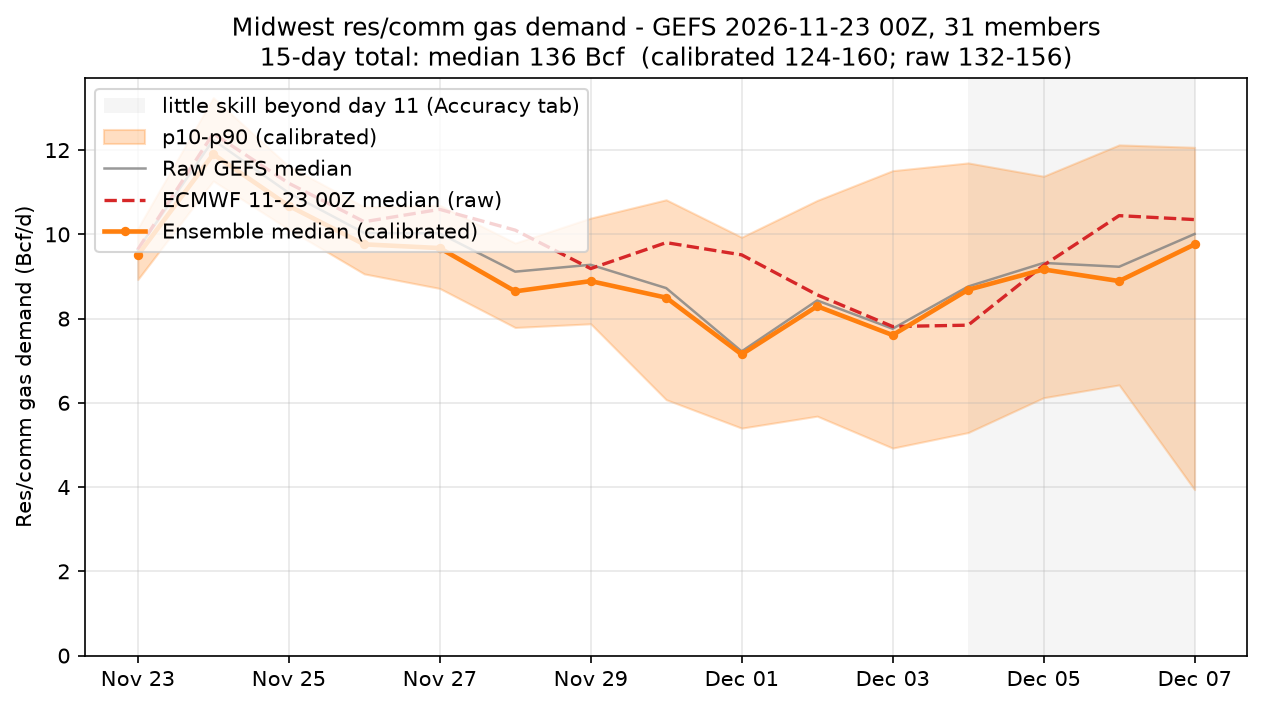 Midwest res/comm gas demand - GEFS 2026-11-23 00Z, 31 members
15-day total: median 136 Bcf  (calibrated 124-160; raw 132-156)
little skill beyond day 11 (Accuracy tab)
p10-p90 (calibrated)
Raw GEFS median
ECMWF 11-23 00Z median (raw)
Ensemble median (calibrated)
Res/comm gas demand (Bcf/d)
12
10
8
6
4
2
0
Nov 23
Nov 25
Nov 27
Nov 29
Dec 01
Dec 03
Dec 05
Dec 07